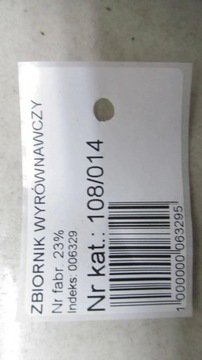 ZBIORNIK WYRÓWNAWCZY
Nr fabr. 23%
Indeks: 006329
Nr kat.: 108/014
1000000063295